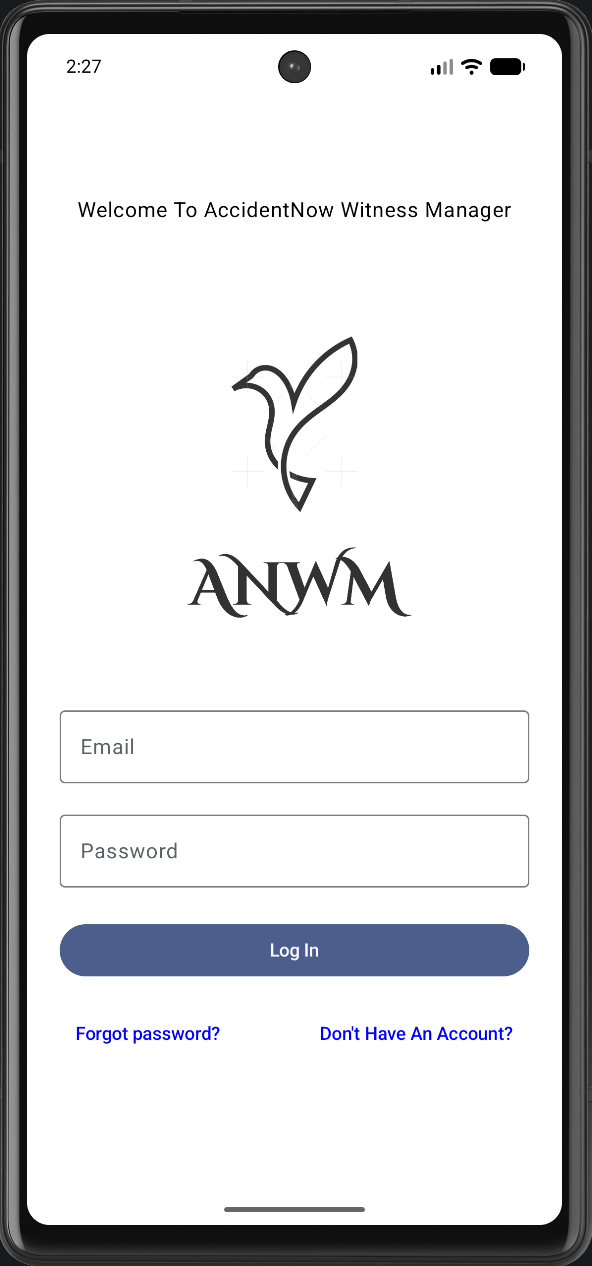 2:27
Welcome To AccidentNow Witness Manager
ANWM
Email
Password
Log In
Forgot password? Don't Have An Account?